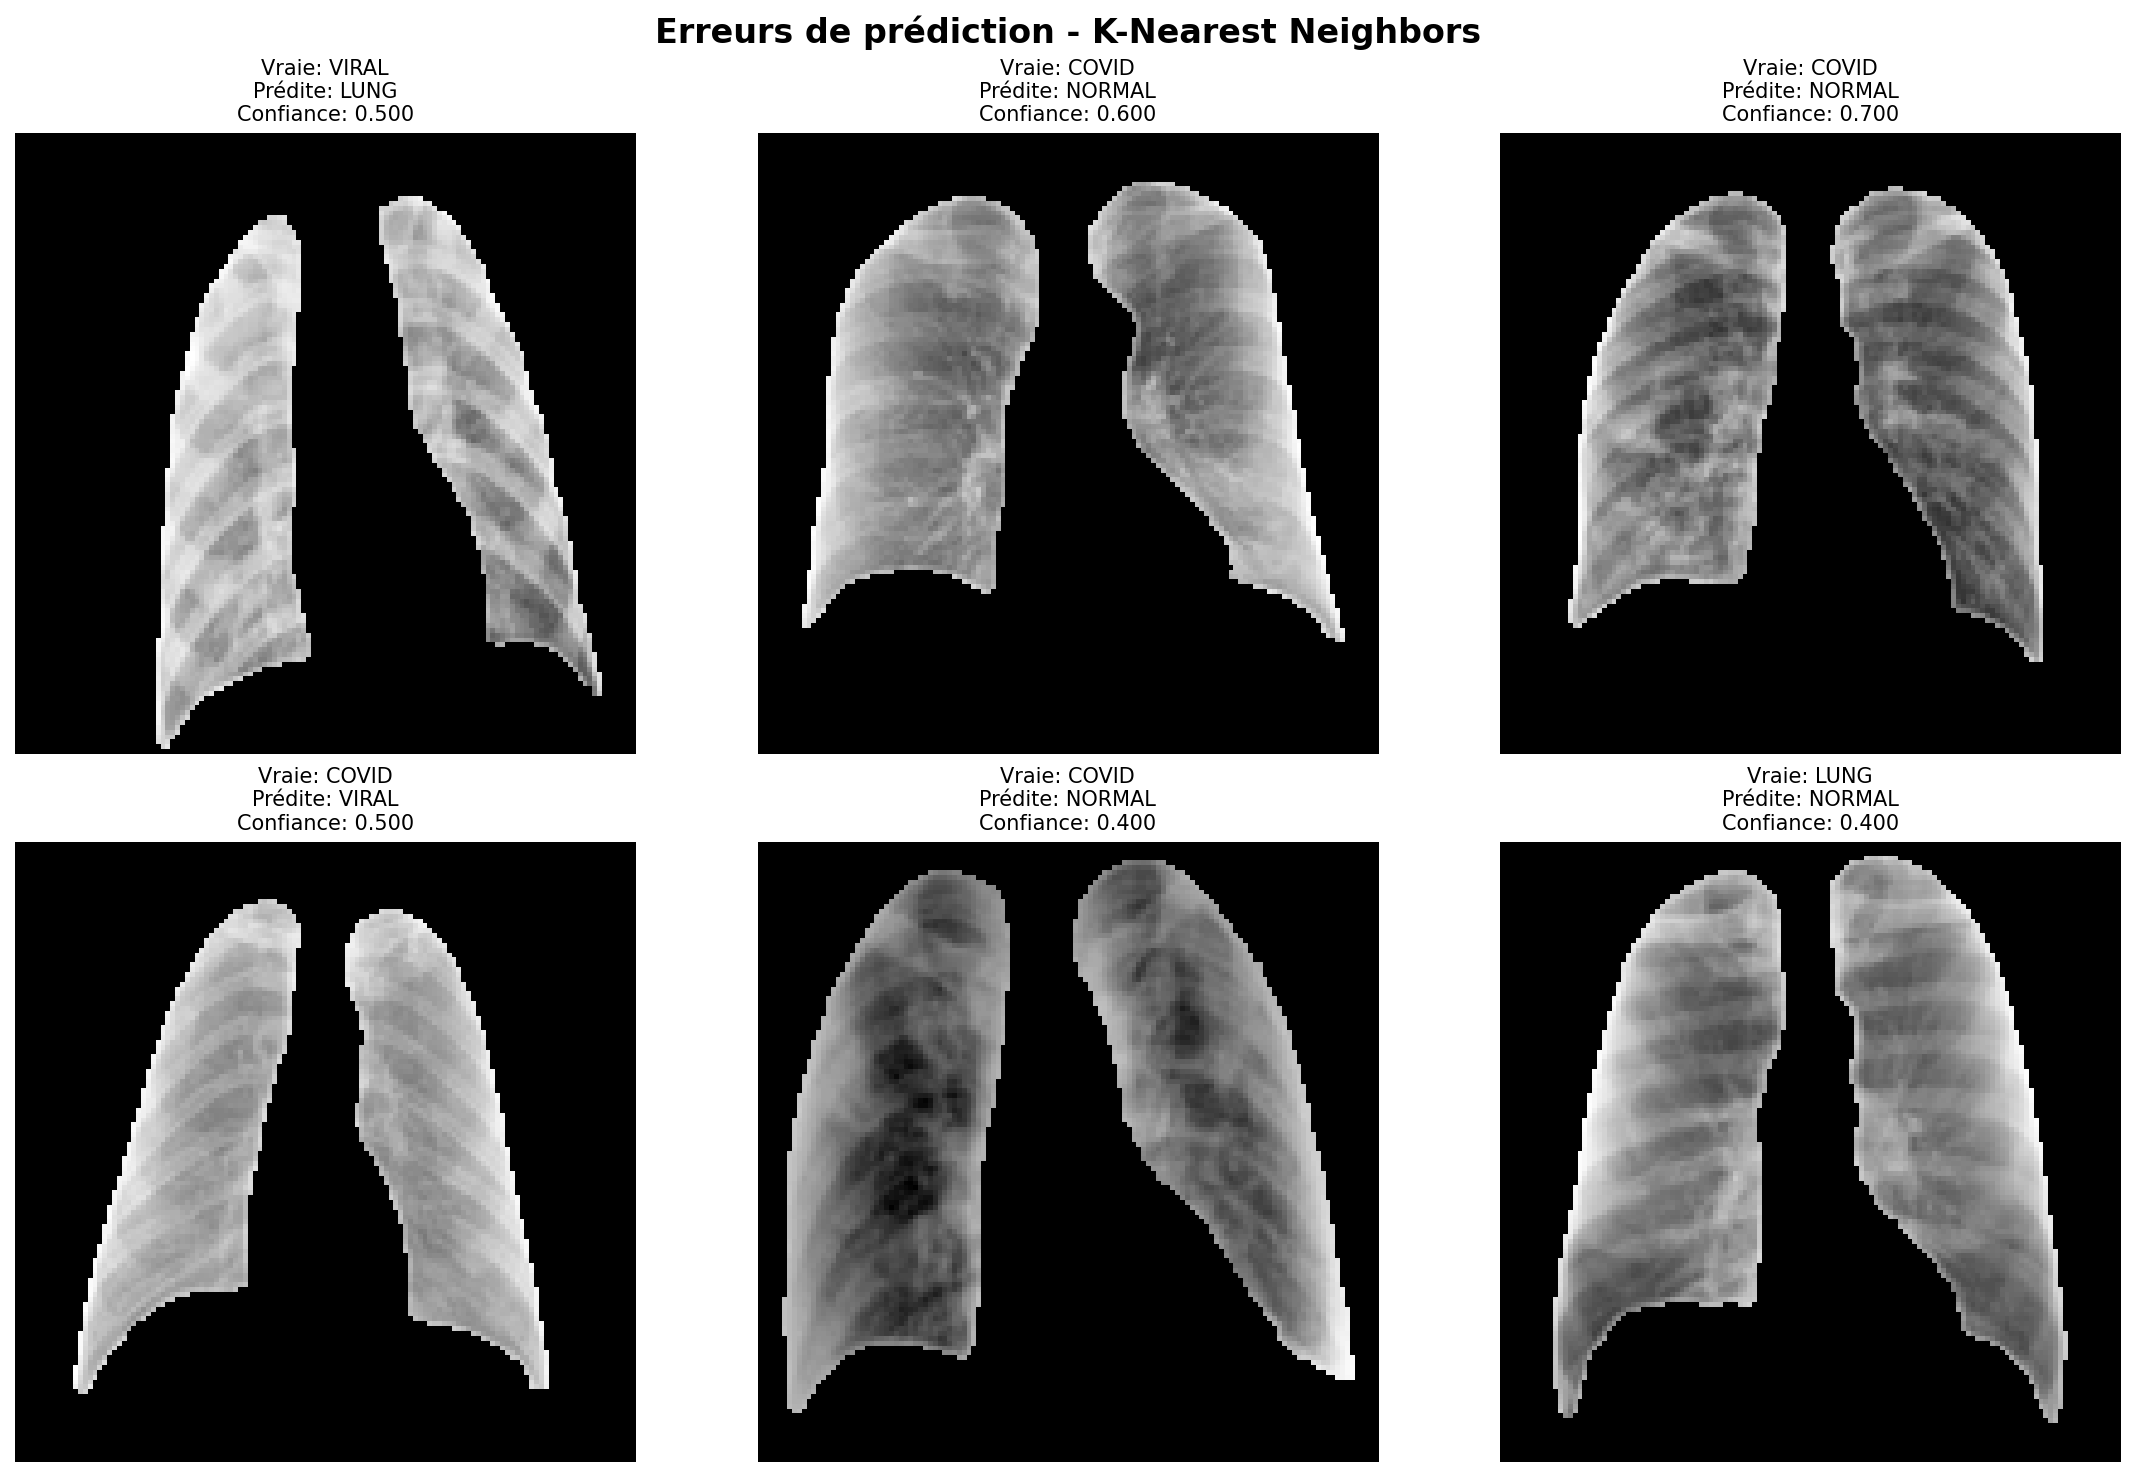 Erreurs de prédiction - K-Nearest Neighbors
Vraie: VIRAL
Prédite: LUNG
Confiance: 0.500
Vraie: COVID
Prédite: NORMAL
Confiance: 0.600
Vraie: COVID
Prédite: NORMAL
Confiance: 0.700
Vraie: COVID
Prédite: VIRAL
Confiance: 0.500
Vraie: COVID
Prédite: NORMAL
Confiance: 0.400
Vraie: LUNG
Prédite: NORMAL
Confiance: 0.400